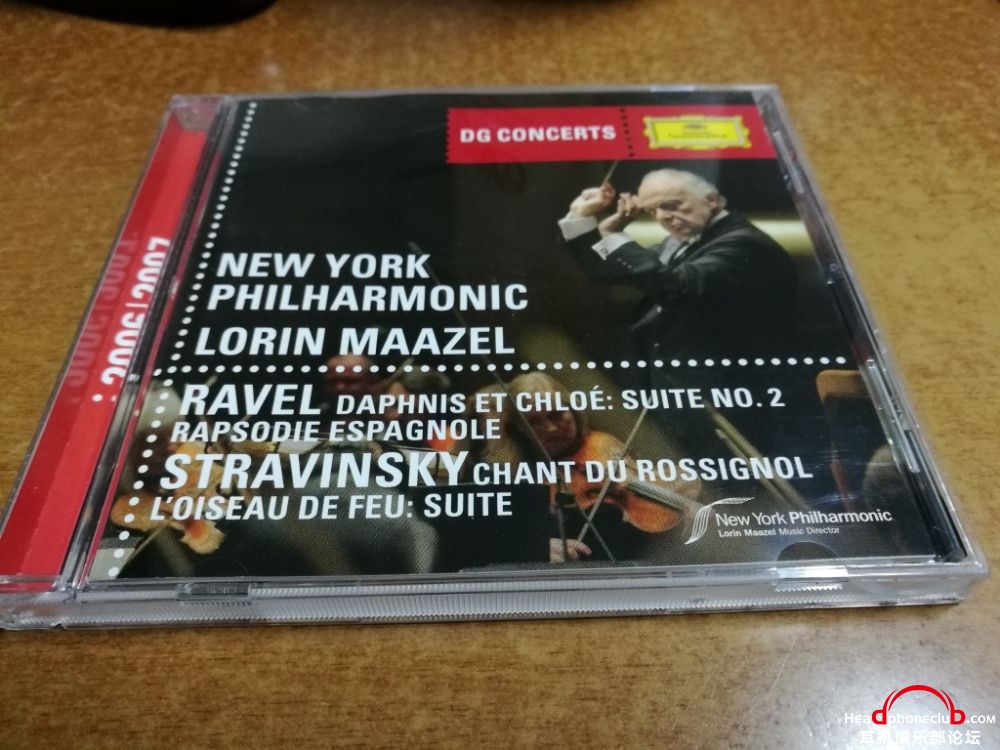 DG CONCERTS
Deutsche Grammophon
2006|2007
NEW YORK
PHILHARMONIC
LORIN MAAZEL
RAVEL DAPHNIS ET CHLOÉ: SUITE NO. 2
RAPSODIE ESPAGNOLE
STRAVINSKY CHANT DU ROSSIGNOL
L'OISEAU DE FEU: SUITE
New York Philharmonic
Lorin Maazel Music Director
Headphoneclub.com
耳机俱乐部论坛